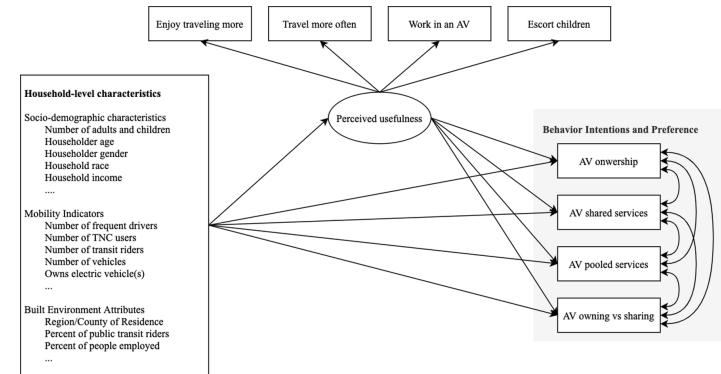 Enjoy traveling more
Travel more often
Work in an AV
Escort children
Household-level characteristics
Socio-demographic characteristics
Number of adults and children
Householder age
Householder gender
Household race
Household income
....
Mobility Indicators
Number of frequent drivers
Number of TNC users
Number of transit riders
Number of vehicles
Owns electric vehicle(s)
...
Built Environment Attributes
Region/County of Residence
Percent of public transit riders
Percent of people employed
...
Perceived usefulness
Behavior Intentions and Preference
AV onwership
AV shared services
AV pooled services
AV owning vs sharing